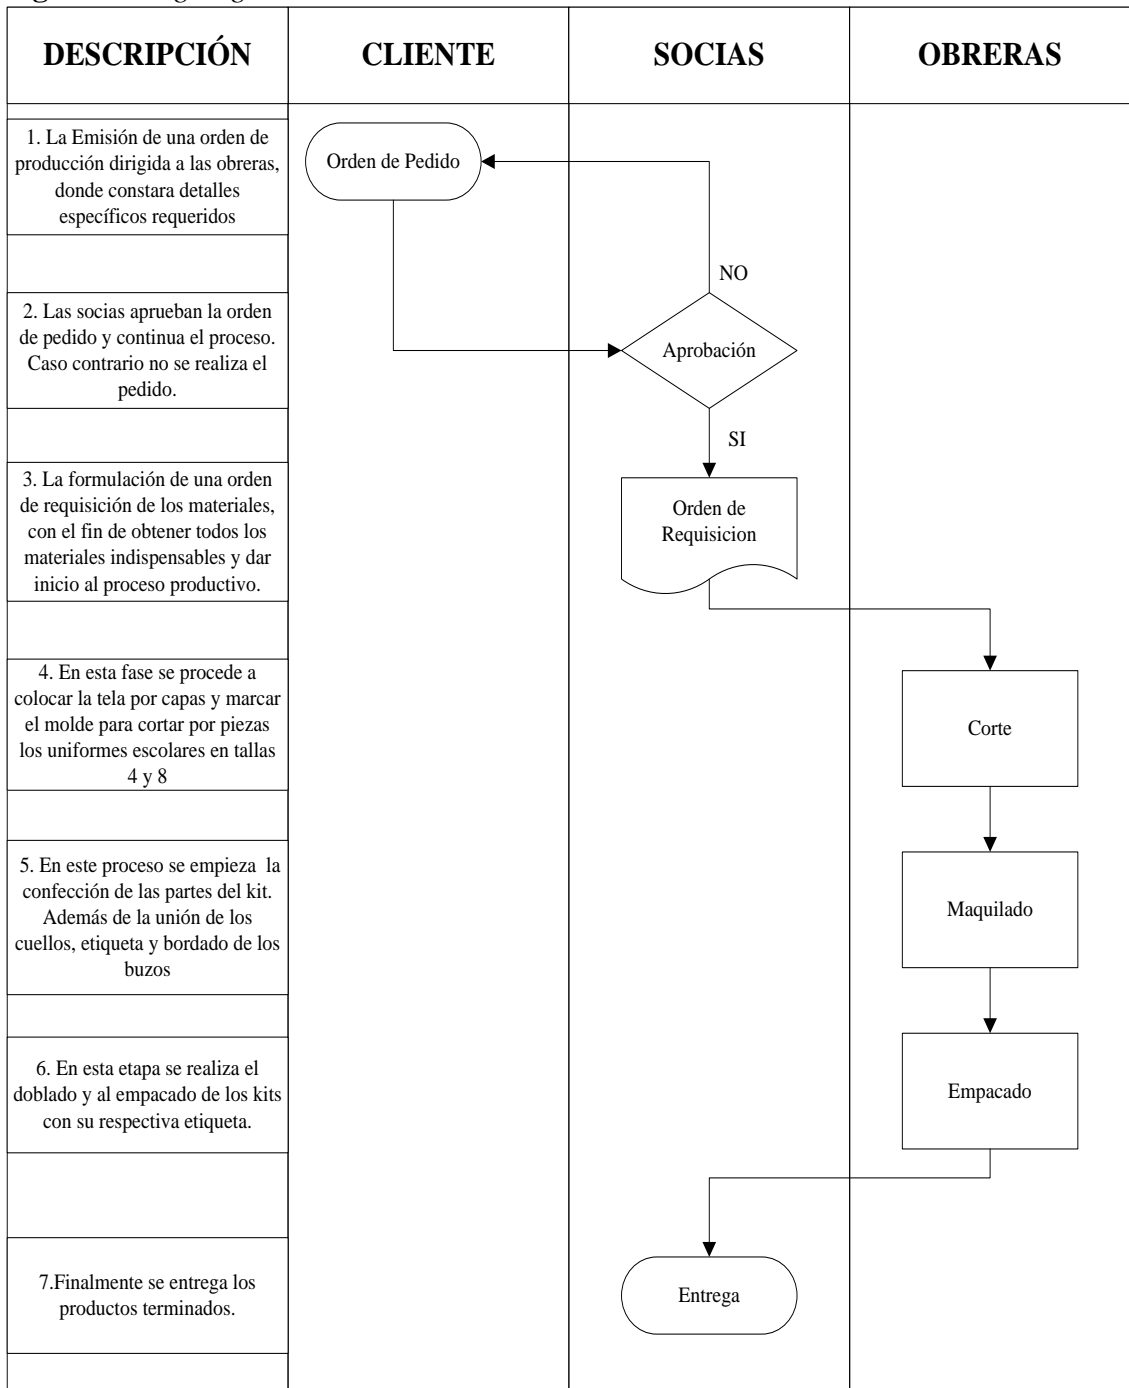 DESCRIPCIÓN
CLIENTE
SOCIAS
OBRERAS
1. La Emisión de una orden de
producción dirigida a las obreras,
donde constara detalles
específicos requeridos
Orden de Pedido
NO
2. Las socias aprueban la orden
de pedido y continua el proceso.
Caso contrario no se realiza el
pedido.
Aprobación
SI
3. La formulación de una orden
de requisición de los materiales,
con el fin de obtener todos los
materiales indispensables y dar
inicio al proceso productivo.
Orden de
Requisicion
4. En esta fase se procede a
colocar la tela por capas y marcar
el molde para cortar por piezas
los uniformes escolares en tallas
4 y 8
Corte
5. En este proceso se empieza la
confección de las partes del kit.
Además de la unión de los
cuellos, etiqueta y bordado de los
buzos
Maquilado
6. En esta etapa se realiza el
doblado y al empacado de los kits
con su respectiva etiqueta.
Empacado
7.Finalmente se entrega los
productos terminados.
Entrega